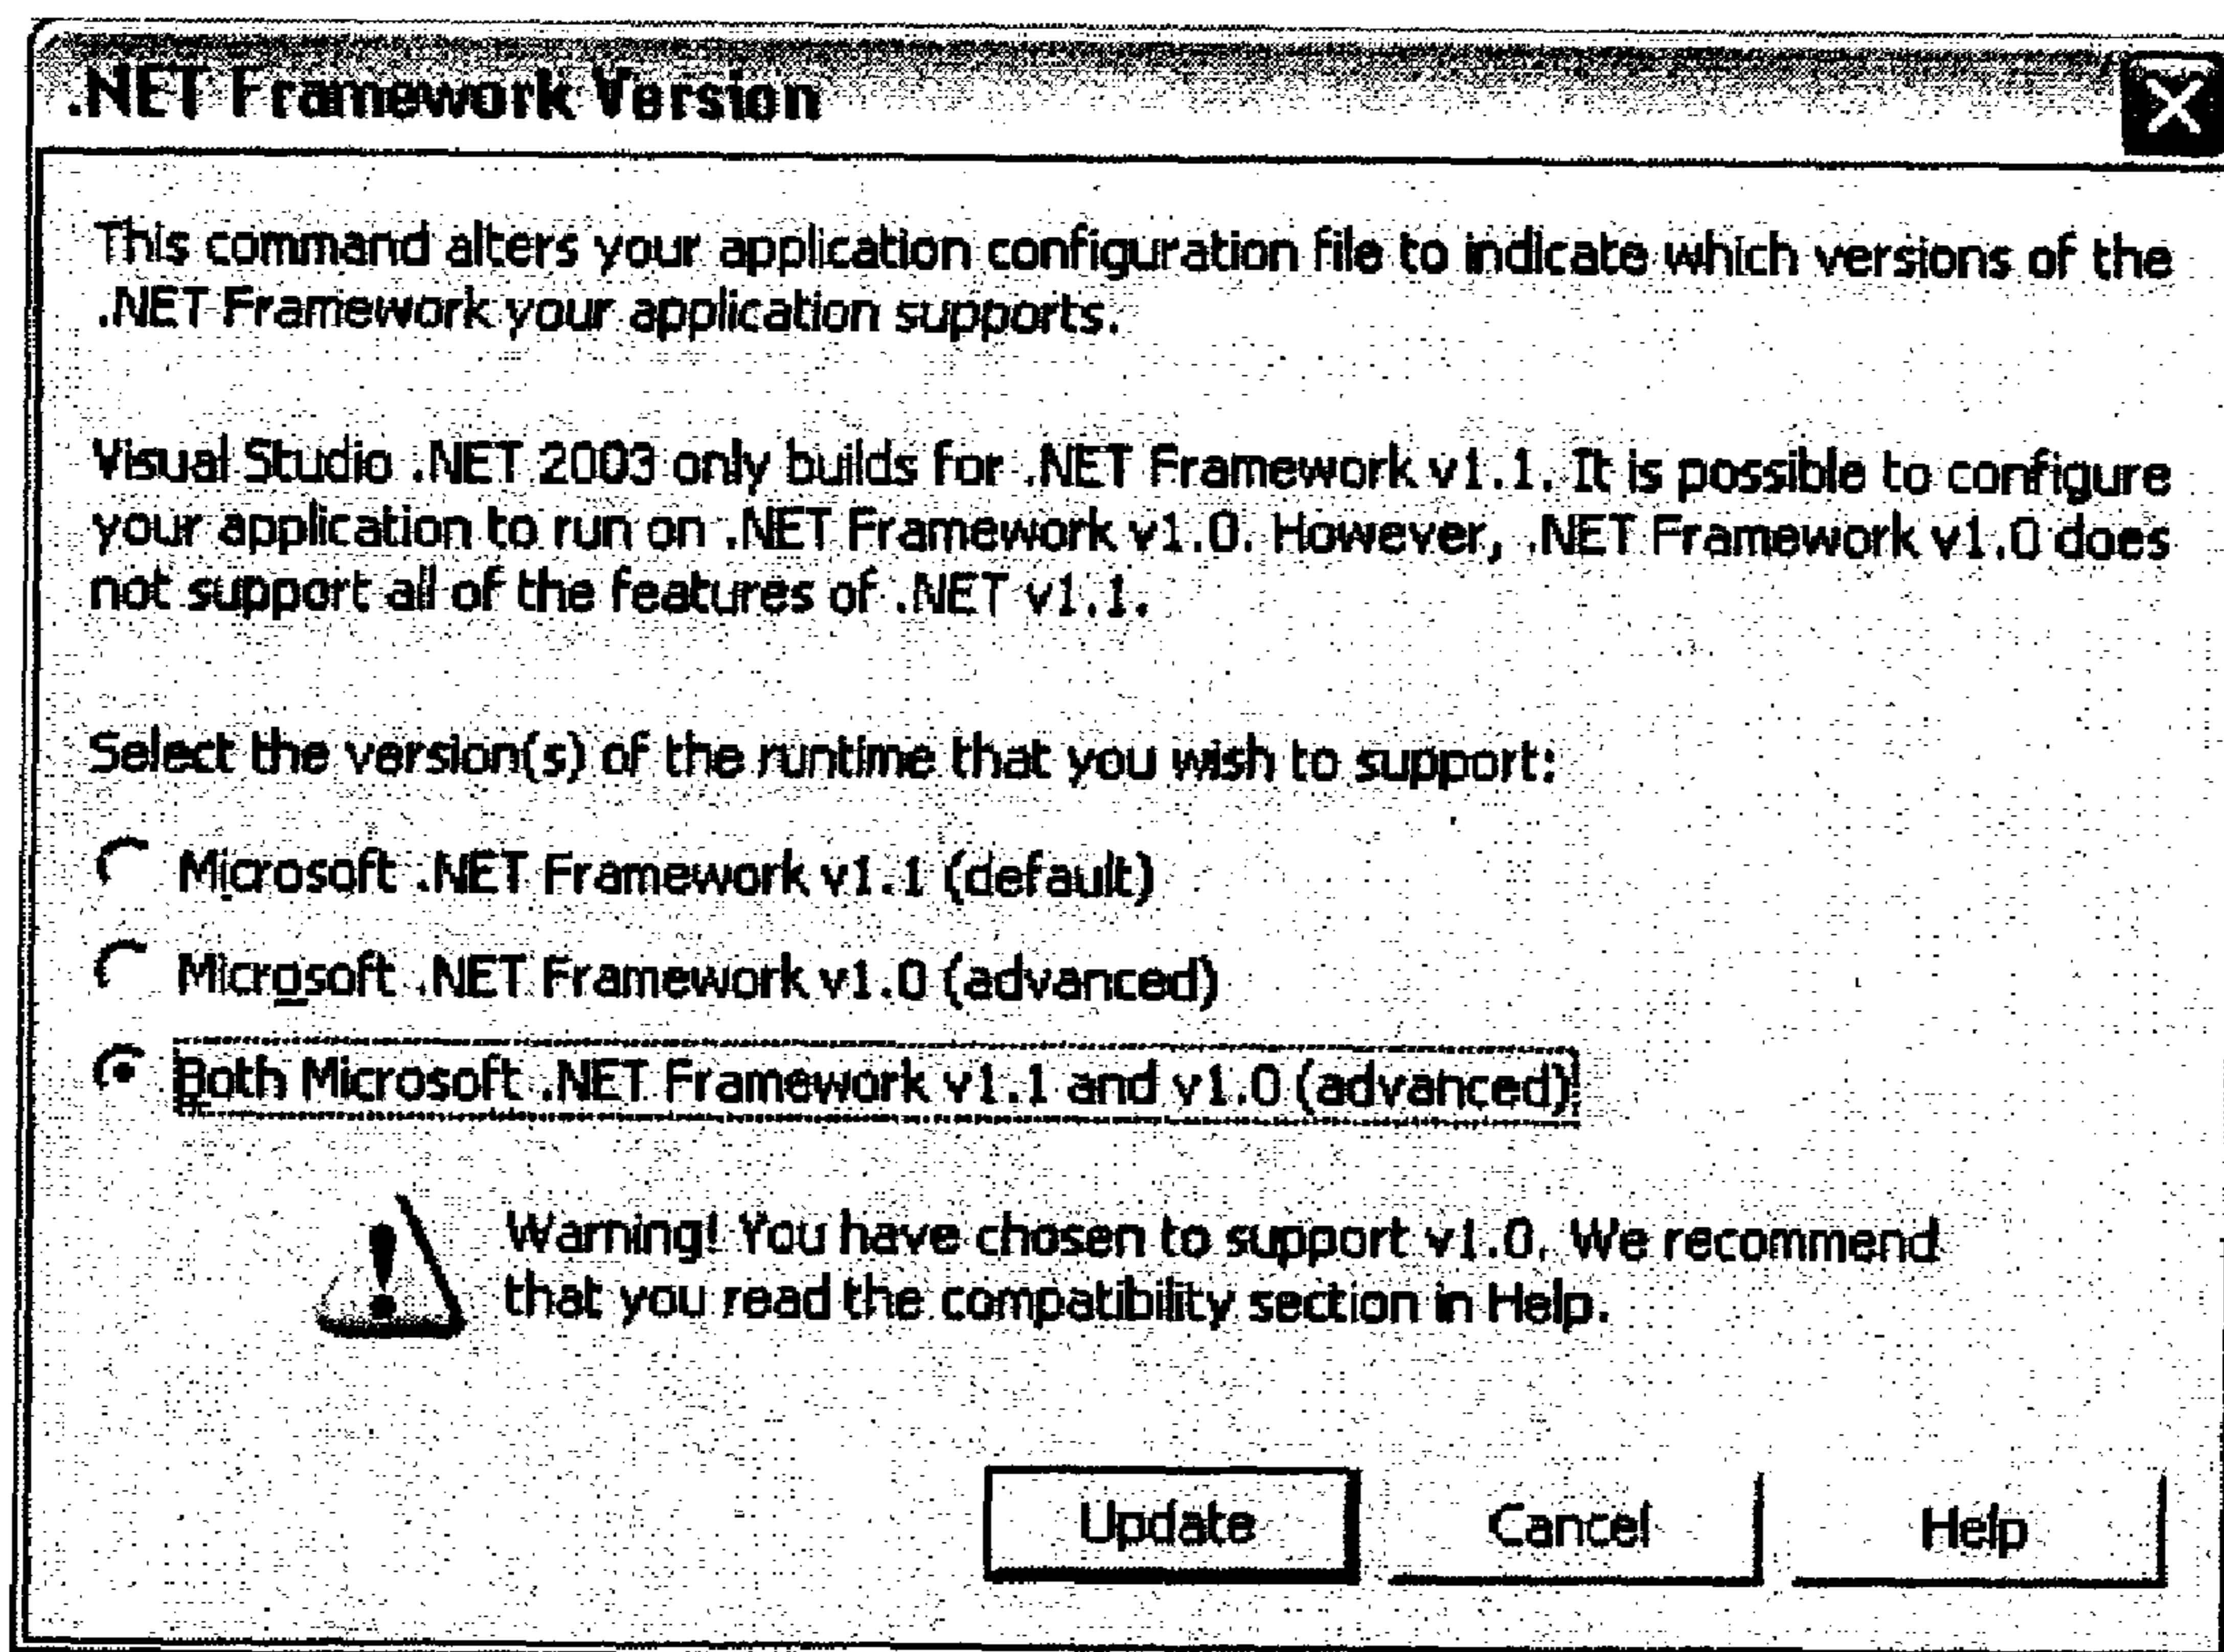 .NET Framework Version
This command alters your application configuration file to indicate which versions of the
.NET Framework your application supports.
Visual Studio .NET 2003 only builds for .NET Framework v1.1. It is possible to configure
your application to run on .NET Framework v1.0. However, .NET Framework v1.0 does
not support all of the features of .NET v1.1.
Select the version(s) of the runtime that you wish to support:
Microsoft .NET Framework v1.1 (default)
Microsoft .NET Framework v1.0 (advanced)
Both Microsoft .NET Framework v1.1 and v1.0 (advanced)
Warning! You have chosen to support v1.0. We recommend
that you read the compatibility section in Help.
Update Cancel Help